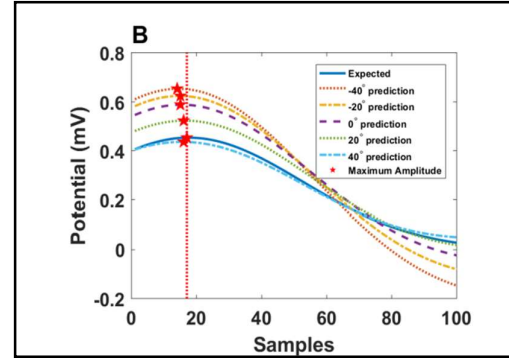 B
0.8
0.6
0.4
0.2
0
-0.2
Potential (mV)
0
20
40
60
80
100
Samples
Expected
-40° prediction
-20° prediction
0° prediction
20° prediction
40° prediction
Maximum Amplitude